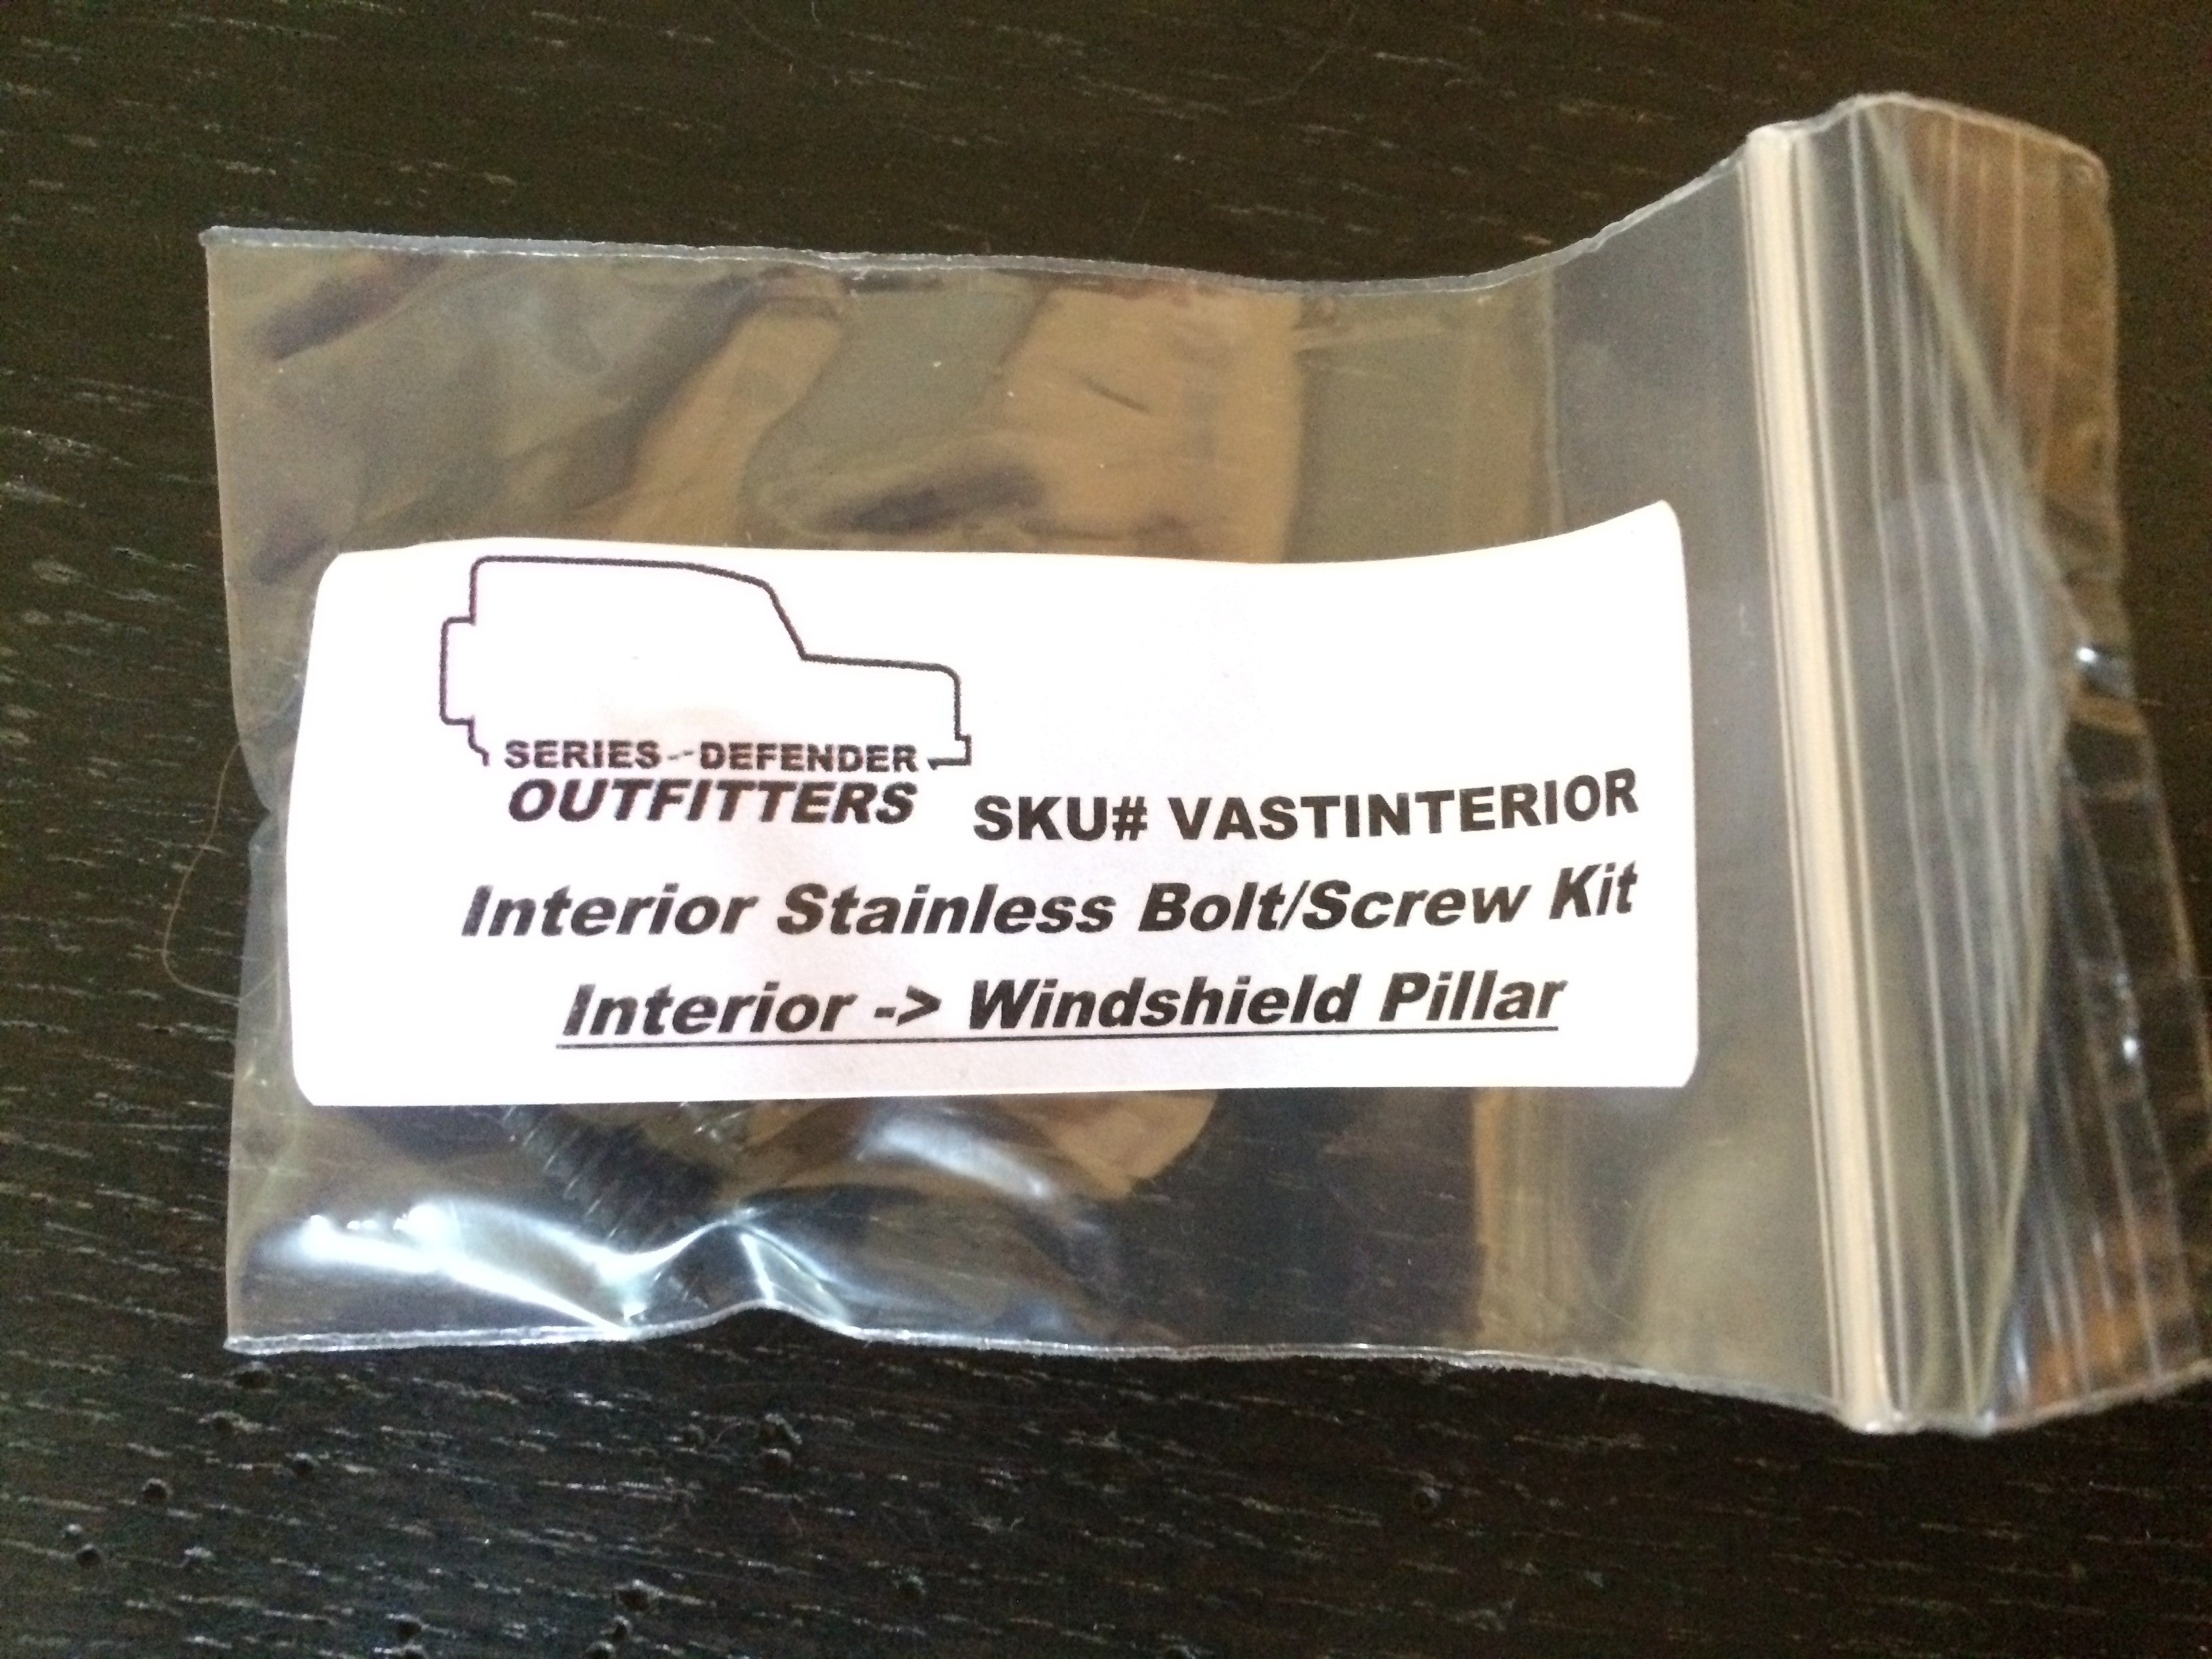 SERIES--DEFENDER
OUTFITTERS
SKU# VASTINTERIOR
Interior Stainless Bolt/Screw Kit
Interior -> Windshield Pillar